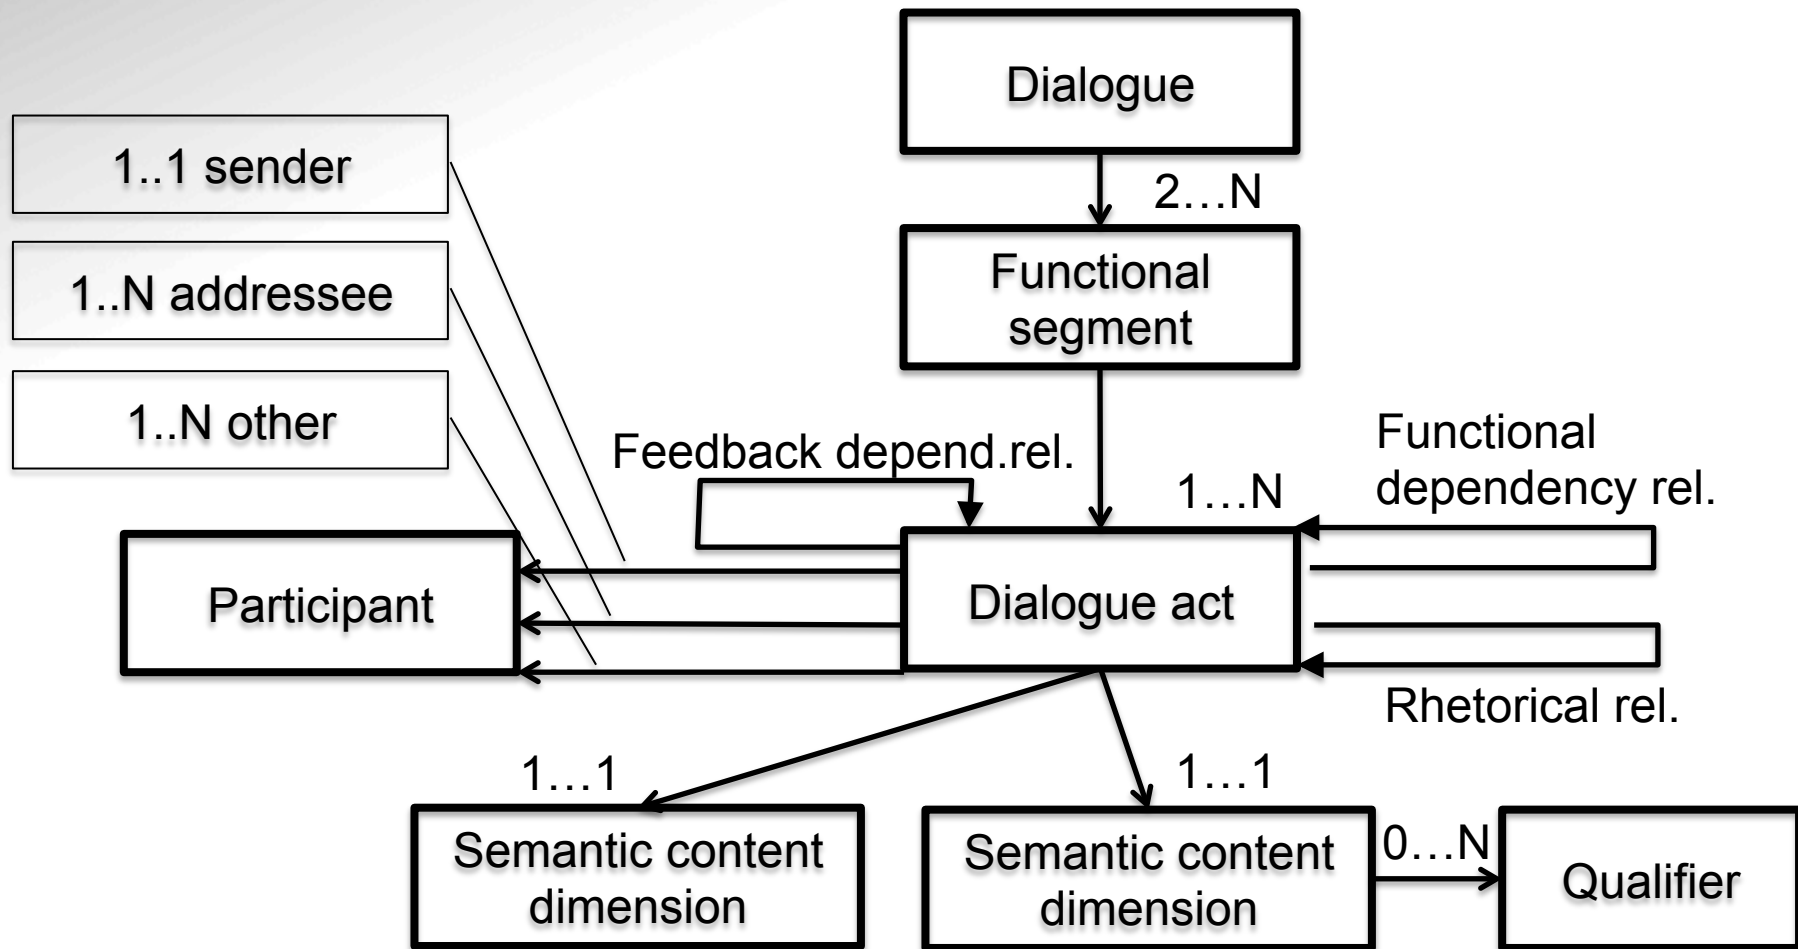 Dialogue
1..1 sender
2…N
1..N addressee
Functional
segment
1..N other
Feedback depend.rel.
1…N
Functional
dependency rel.
Participant
Dialogue act
Rhetorical rel.
1…1
1…1
Semantic content
dimension
Semantic content
dimension
0…N
Qualifier